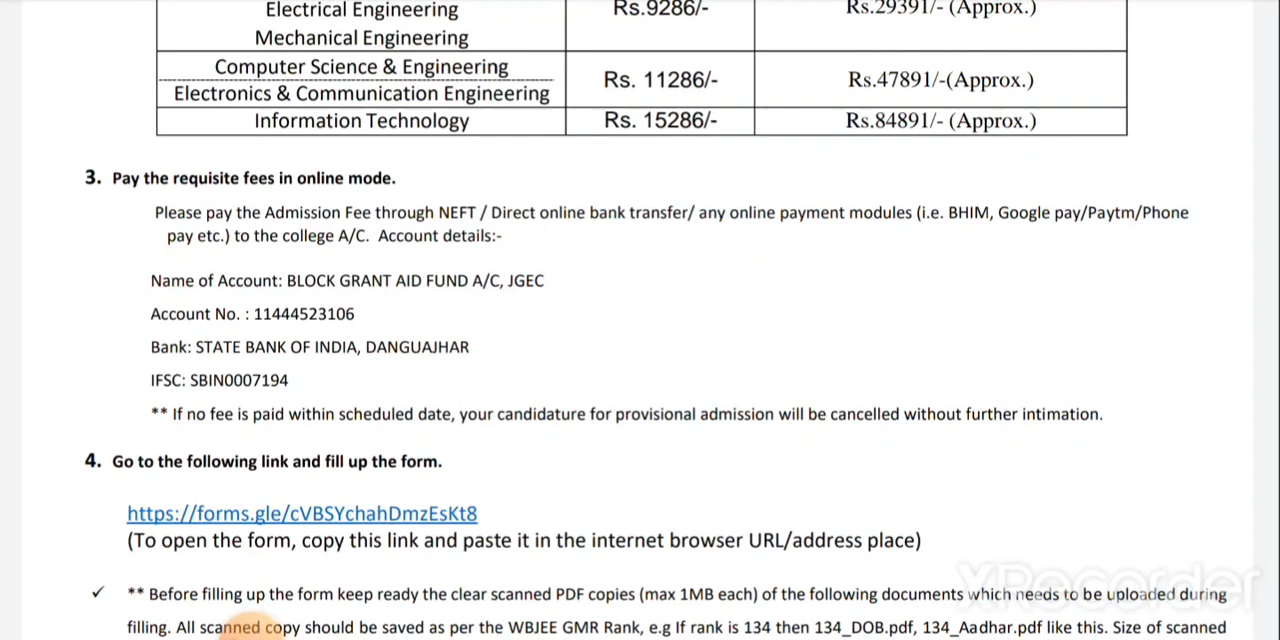 Electrical Engineering
Rs.9286/-
Rs.29391/- (Approx.)
Mechanical Engineering
Computer Science & Engineering
Rs. 11286/-
Rs.47891/-(Approx.)
Electronics & Communication Engineering
Information Technology
Rs. 15286/-
Rs.84891/- (Approx.)
3. Pay the requisite fees in online mode.
Please pay the Admission Fee through NEFT / Direct online bank transfer/ any online payment modules (i.e. BHIM, Google pay/Paytm/Phone
pay etc.) to the college A/C. Account details:-
Name of Account: BLOCK GRANT AID FUND A/C, JGEC
Account No. : 11444523106
Bank: STATE BANK OF INDIA, DANGUAJHAR
IFSC: SBIN0007194
** If no fee is paid within scheduled date, your candidature for provisional admission will be cancelled without further intimation.
4. Go to the following link and fill up the form.
https://forms.gle/cVBSYchahDmzEsKt8
(To open the form, copy this link and paste it in the internet browser URL/address place)
XRecorder
✓ ** Before filling up the form keep ready the clear scanned PDF copies (max 1MB each) of the following documents which needs to be uploaded during
filling. All scanned copy should be saved as per the WBJEE GMR Rank, e.g If rank is 134 then 134_DOB.pdf, 134_Aadhar.pdf like this. Size of scanned